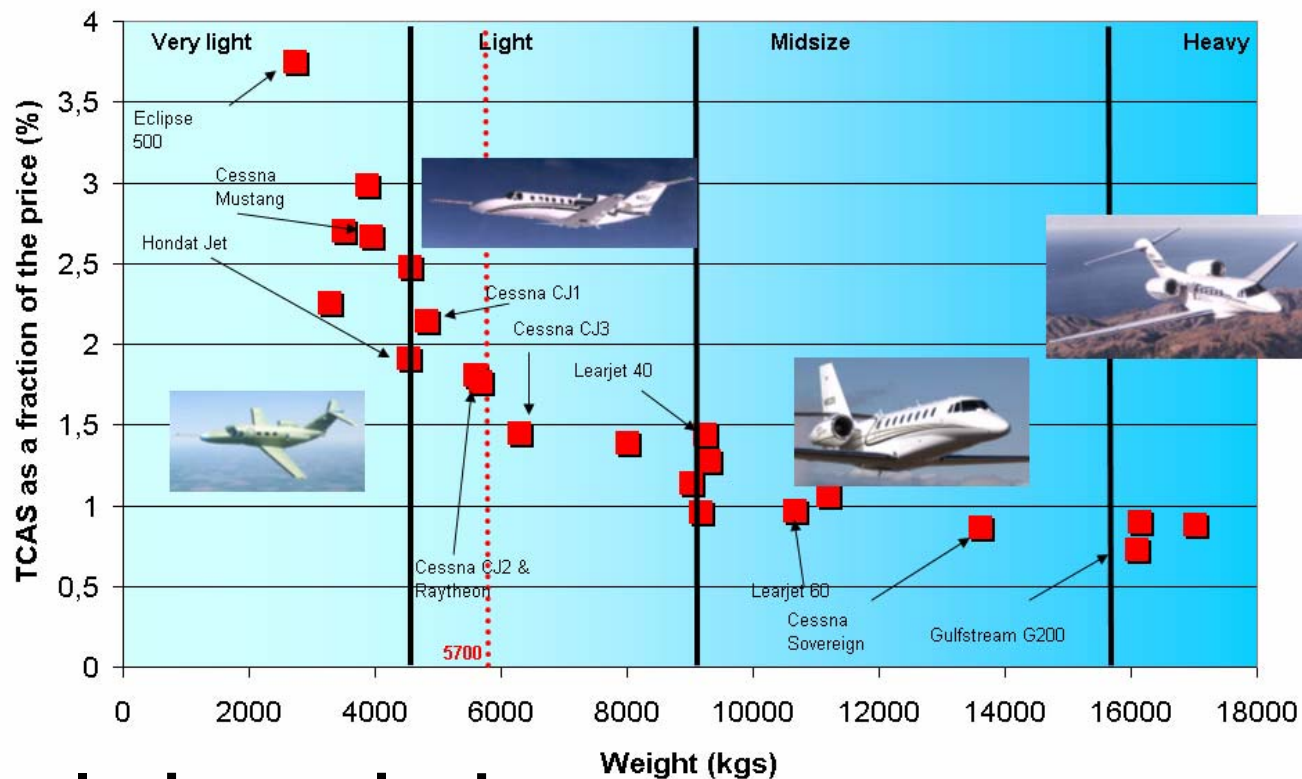 4
3,5
3
2,5
2
1,5
1
0,5
0
TCAS as a fraction of the price (%)
Very light
Light
Midsize
Heavy
Eclipse
500
Cessna
Mustang
Hondat Jet
Cessna CJ1
Cessna CJ3
Learjet 40
Cessna CJ2 &
Raytheon
Learjet 60
Cessna
Sovereign
Gulfstream G200
5700
0 2000 4000 6000 8000 10000 12000 14000 16000 18000
Weight (kgs)